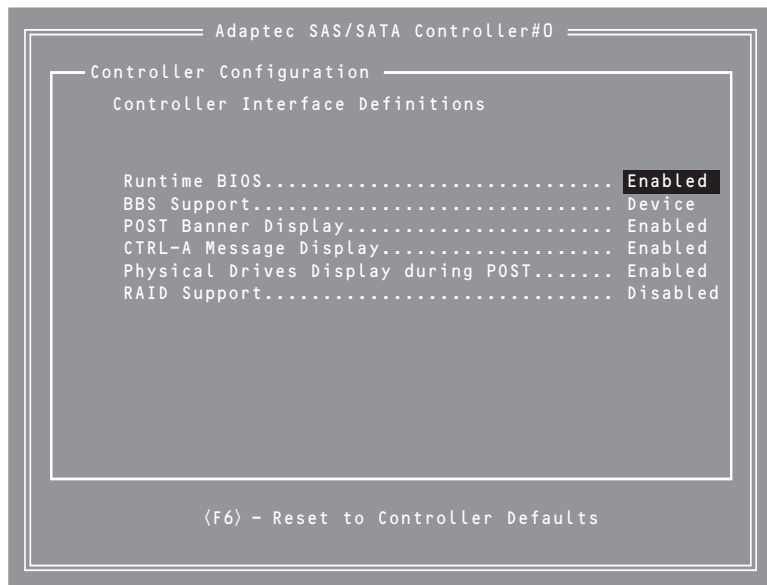 Adaptec SAS/SATA Controller#0
Controller Configuration
Controller Interface Definitions
Runtime BIOS.............................. Enabled
BBS Support............................... Device
POST Banner Display....................... Enabled
CTRL-A Message Display.................... Enabled
Physical Drives Display during POST....... Enabled
RAID Support.............................. Disabled
〈F6〉 - Reset to Controller Defaults